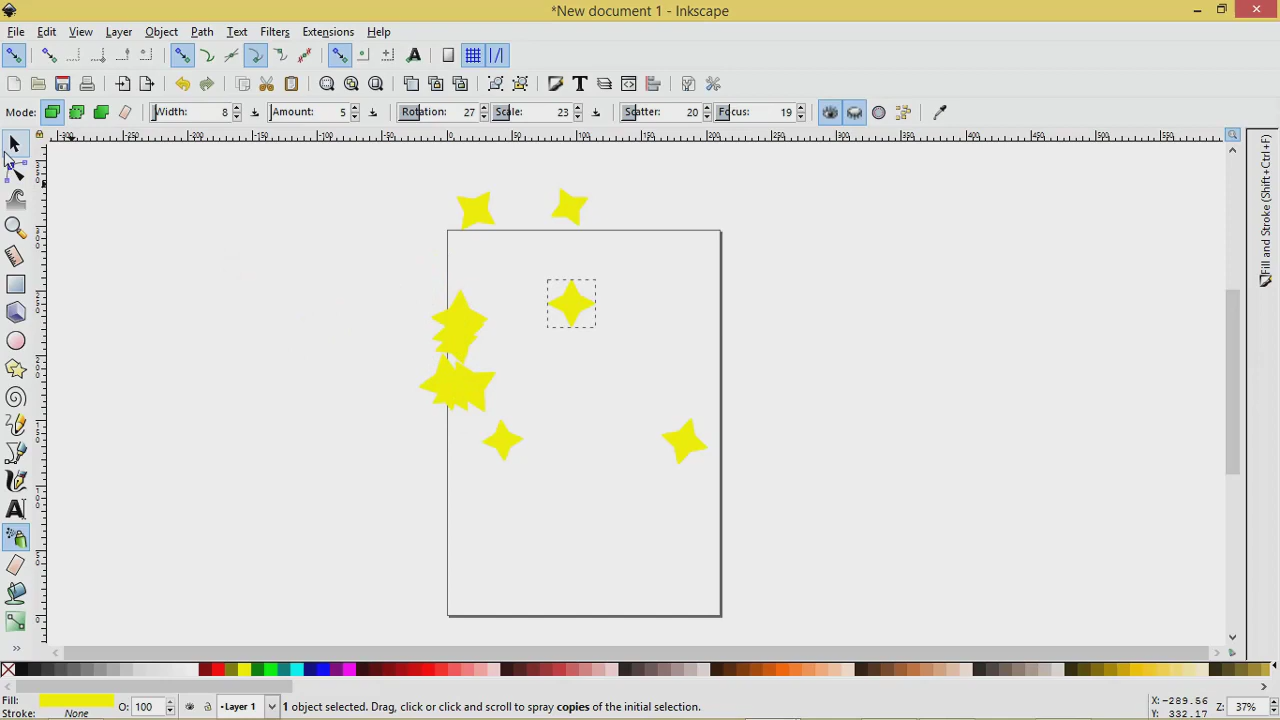 *New document 1 - Inkscape
File Edit View Layer Object Path Text Filters Extensions Help
Mode: Width: 8 Amount: 5 Rotation: 27 Scale: 23 Scatter: 20 Focus: 19
Fill and Stroke (Shift+Ctrl+F)
Fill: O: 100 Layer 1 1 object selected. Drag, click or click and scroll to spray copies of the initial selection. X: -289.56 Z: 37%
Stroke: None Y: 332.17